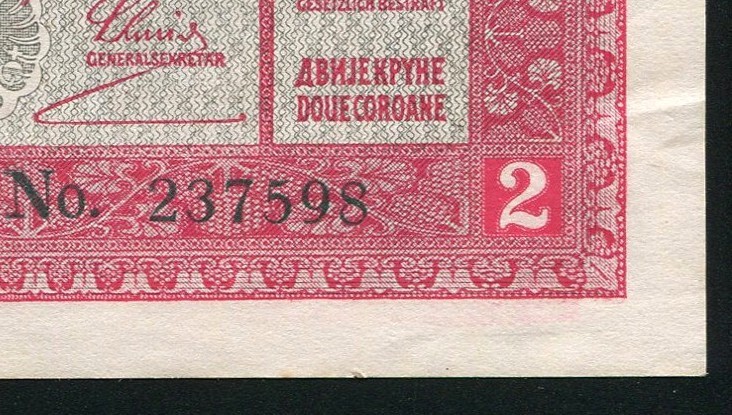 GESETZLICH BESTRAFT
GENERALSEKRETÄR
ДВИЈЕ КРУНЕ
DOUE COROANE
No. 237598
2